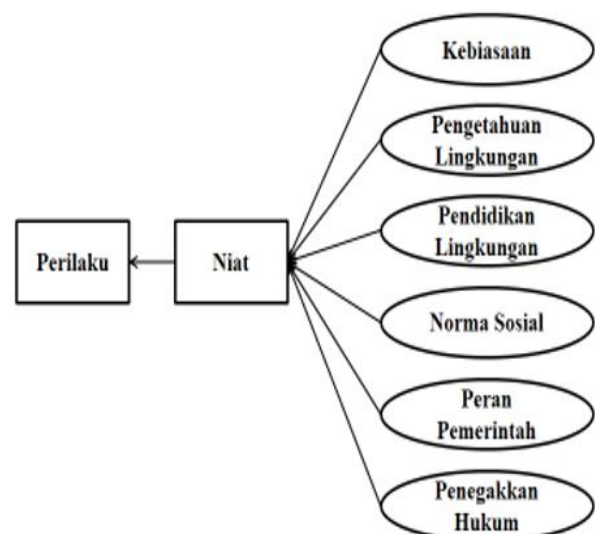 Kebiasaan
Pengetahuan
Lingkungan
Pendidikan
Lingkungan
Perilaku
Niat
Norma Sosial
Peran
Pemerintah
Penegakkan
Hukum